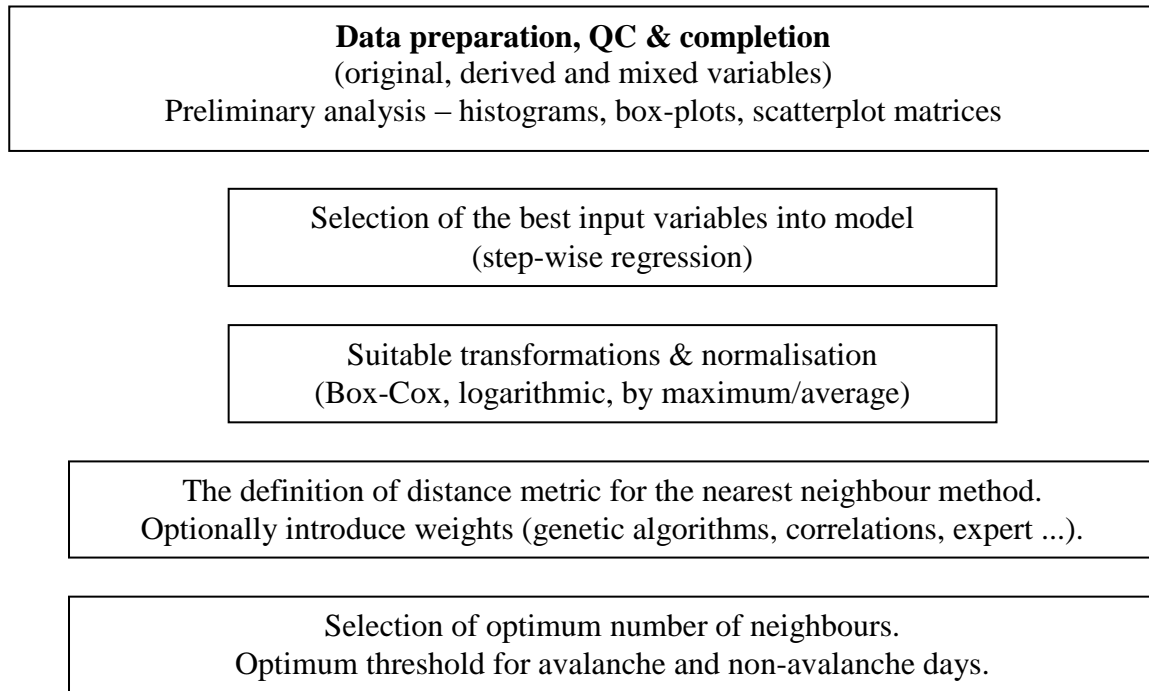 Data preparation, QC & completion
(original, derived and mixed variables)
Preliminary analysis – histograms, box-plots, scatterplot matrices
Selection of the best input variables into model
(step-wise regression)
Suitable transformations & normalisation
(Box-Cox, logarithmic, by maximum/average)
The definition of distance metric for the nearest neighbour method.
Optionally introduce weights (genetic algorithms, correlations, expert ...).
Selection of optimum number of neighbours.
Optimum threshold for avalanche and non-avalanche days.